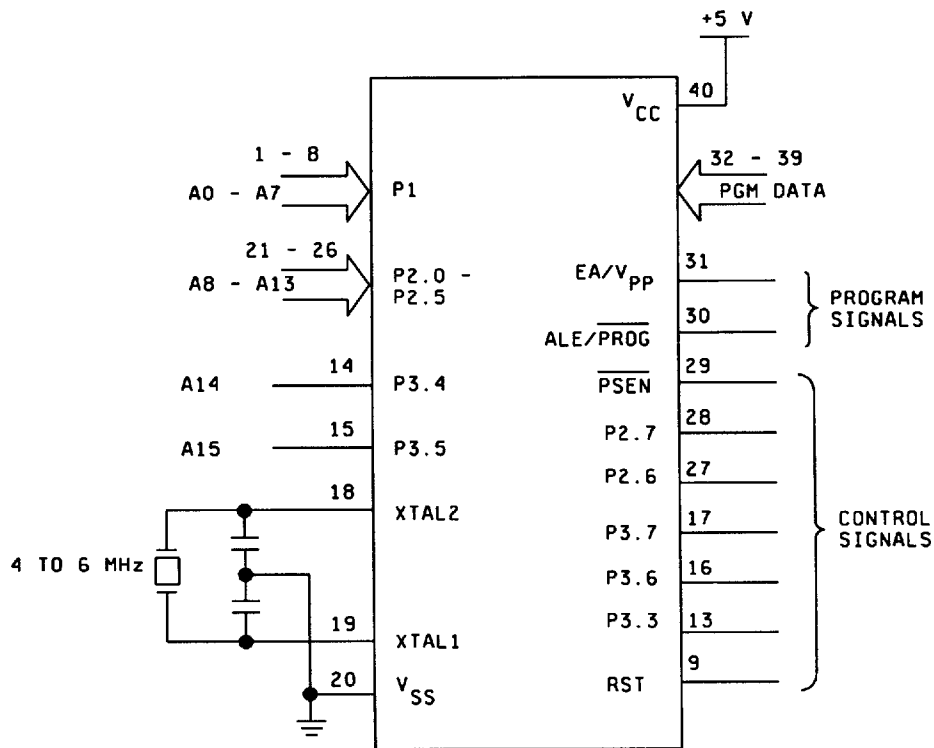 +5 V
40
V CC
1 - 8
A0 - A7
P1
32 - 39
PGM DATA
21 - 26
A8 - A13
P2.0 -
P2.5
EA/V PP
31
ALE/PROG
30
PROGRAM
SIGNALS
A14
14
P3.4
PSEN
29
A15
15
P3.5
P2.7
28
18
XTAL2
P2.6
27
P3.7
17
CONTROL
SIGNALS
4 TO 6 MHz
P3.6
16
19
XTAL1
P3.3
13
20
V SS
RST
9